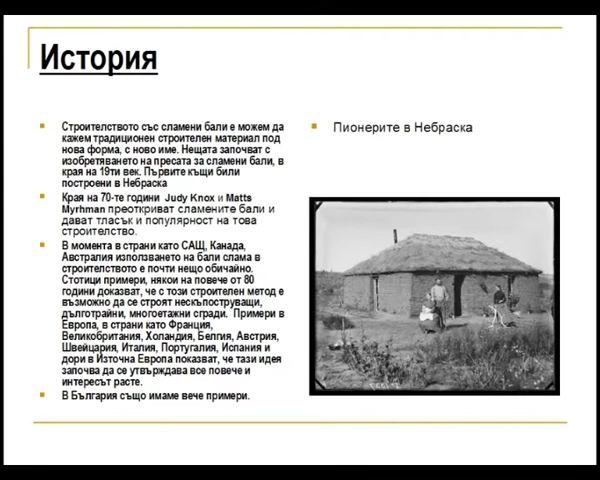 История
Строителството със сламени бали е можем да
кажем традиционен строителен материал под
нова форма, с ново име. Нещата започват с
изобретяването на пресата за сламени бали, в
края на 19ти век. Първите къщи били
построени в Небраска
Края на 70-те години Judy Knox и Matts
Myrhman преоткриват сламените бали и
дават тласък и популярност на това
строителство.
В момента в страни като САЩ, Канада,
Австралия използването на бали слама в
строителството е почти нещо обичайно.
Стотици примери, някои на повече от 80
години доказват, че с този строителен метод е
възможно да се строят нескъпоструващи,
дълготрайни, многоетажни сгради. Примери в
Европа, в страни като Франция,
Великобритания, Холандия, Белгия, Австрия,
Швейцария, Италия, Португалия, Испания и
дори в Източна Европа показват, че тази идея
започва да се утвърждава все повече и
интересът расте.
В България също имаме вече примери.
Пионерите в Небраска